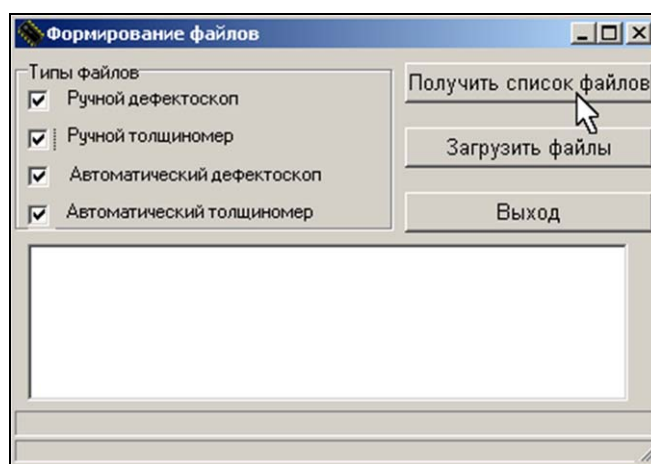 Формирование файлов
Типы файлов
Ручной дефектоскоп
Ручной толщиномер
Автоматический дефектоскоп
Автоматический толщиномер
Получить список файлов
Загрузить файлы
Выход